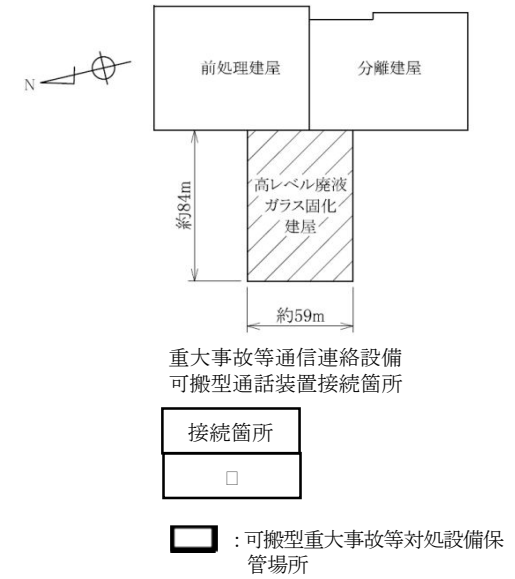 前処理建屋
分離建屋
N
約84m
高レベル廃液
ガラス固化
建屋
約59m
重大事故等通信連絡設備
可搬型通話装置接続箇所
接続箇所
□
：可搬型重大事故等対処設備保
管場所